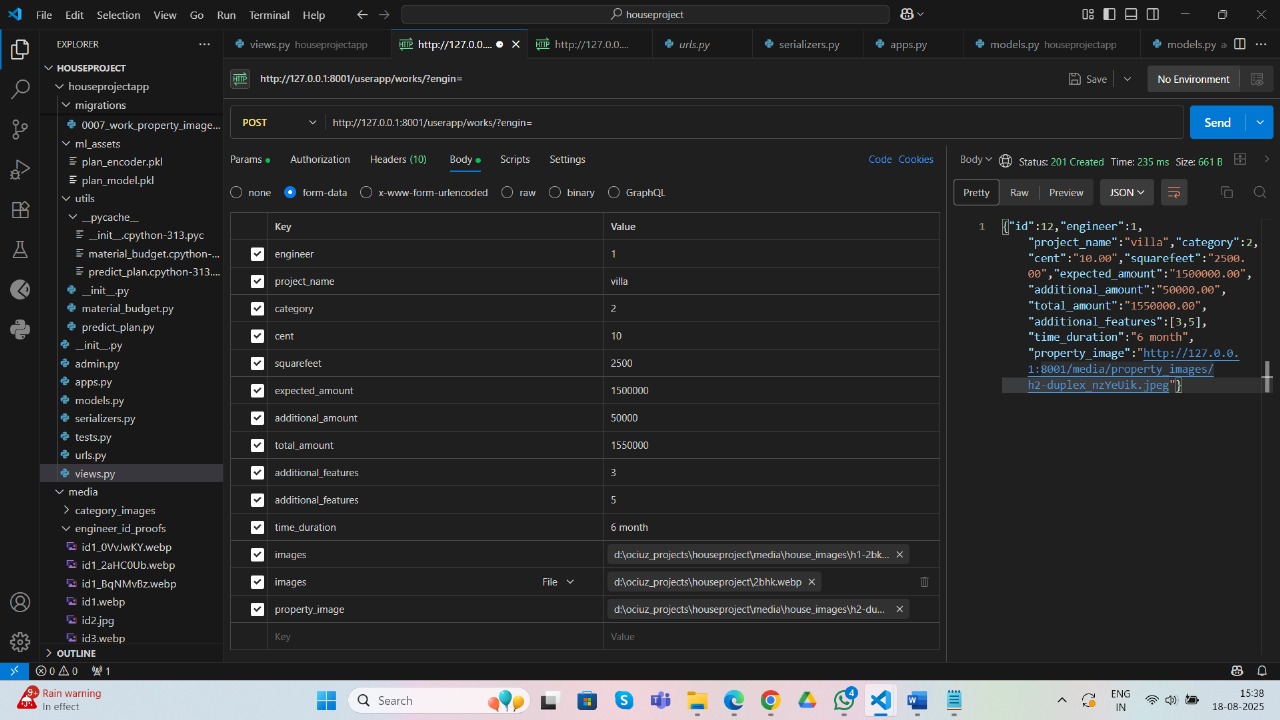 File Edit Selection View Go Run Terminal Help
houseproject
EXPLORER
views.py houseprojectapp
http://127.0.0....
http://127.0.0....
urls.py
serializers.py
apps.py
models.py houseprojectapp
models.py
HOUSEPROJECT
houseprojectapp
migrations
0007_work_property_image...
ml_assets
plan_encoder.pkl
plan_model.pkl
utils
__pycache__
__init__.cpython-313.pyc
material_budget.cpython-...
predict_plan.cpython-313....
__init__.py
material_budget.py
predict_plan.py
__init__.py
admin.py
apps.py
models.py
serializers.py
tests.py
urls.py
views.py
media
category_images
engineer_id_proofs
id1_0VvJwKY.webp
id1_2aHC0Ub.webp
id1_BqNMvBz.webp
id1.webp
id2.jpg
id3.webp
OUTLINE
HTTP http://127.0.0.1:8001/userapp/works/?engin=
Save
No Environment
POST http://127.0.0.1:8001/userapp/works/?engin=
Send
Params Authorization Headers (10) Body Scripts Settings
Code Cookies
none form-data x-www-form-urlencoded raw binary GraphQL
Key Value
engineer 1
project_name villa
category 2
cent 10
squarefeet 2500
expected_amount 1500000
additional_amount 50000
total_amount 1550000
additional_features 3
additional_features 5
time_duration 6 month
images d:\ociuz_projects\houseproject\media\house_images\h1-2bk...
images File d:\ociuz_projects\houseproject\2bhk.webp
property_image d:\ociuz_projects\houseproject\media\house_images\h2-du...
Key Value
Body Status: 201 Created Time: 235 ms Size: 661 B
Pretty Raw Preview JSON
1 {"id":12,"engineer":1,
"project_name":"villa","category":2,
"cent":"10.00","squarefeet":"2500.
00","expected_amount":"1500000.00",
"additional_amount":"50000.00",
"total_amount":"1550000.00",
"additional_features":[3,5],
"time_duration":"6 month",
"property_image":"http://127.0.0.
1:8001/media/property_images/
h2-duplex_nzYeUik.jpeg"}
0 0 1
9+
Rain warning
In effect
Search
4
ENG
IN
15:38
18-08-2025